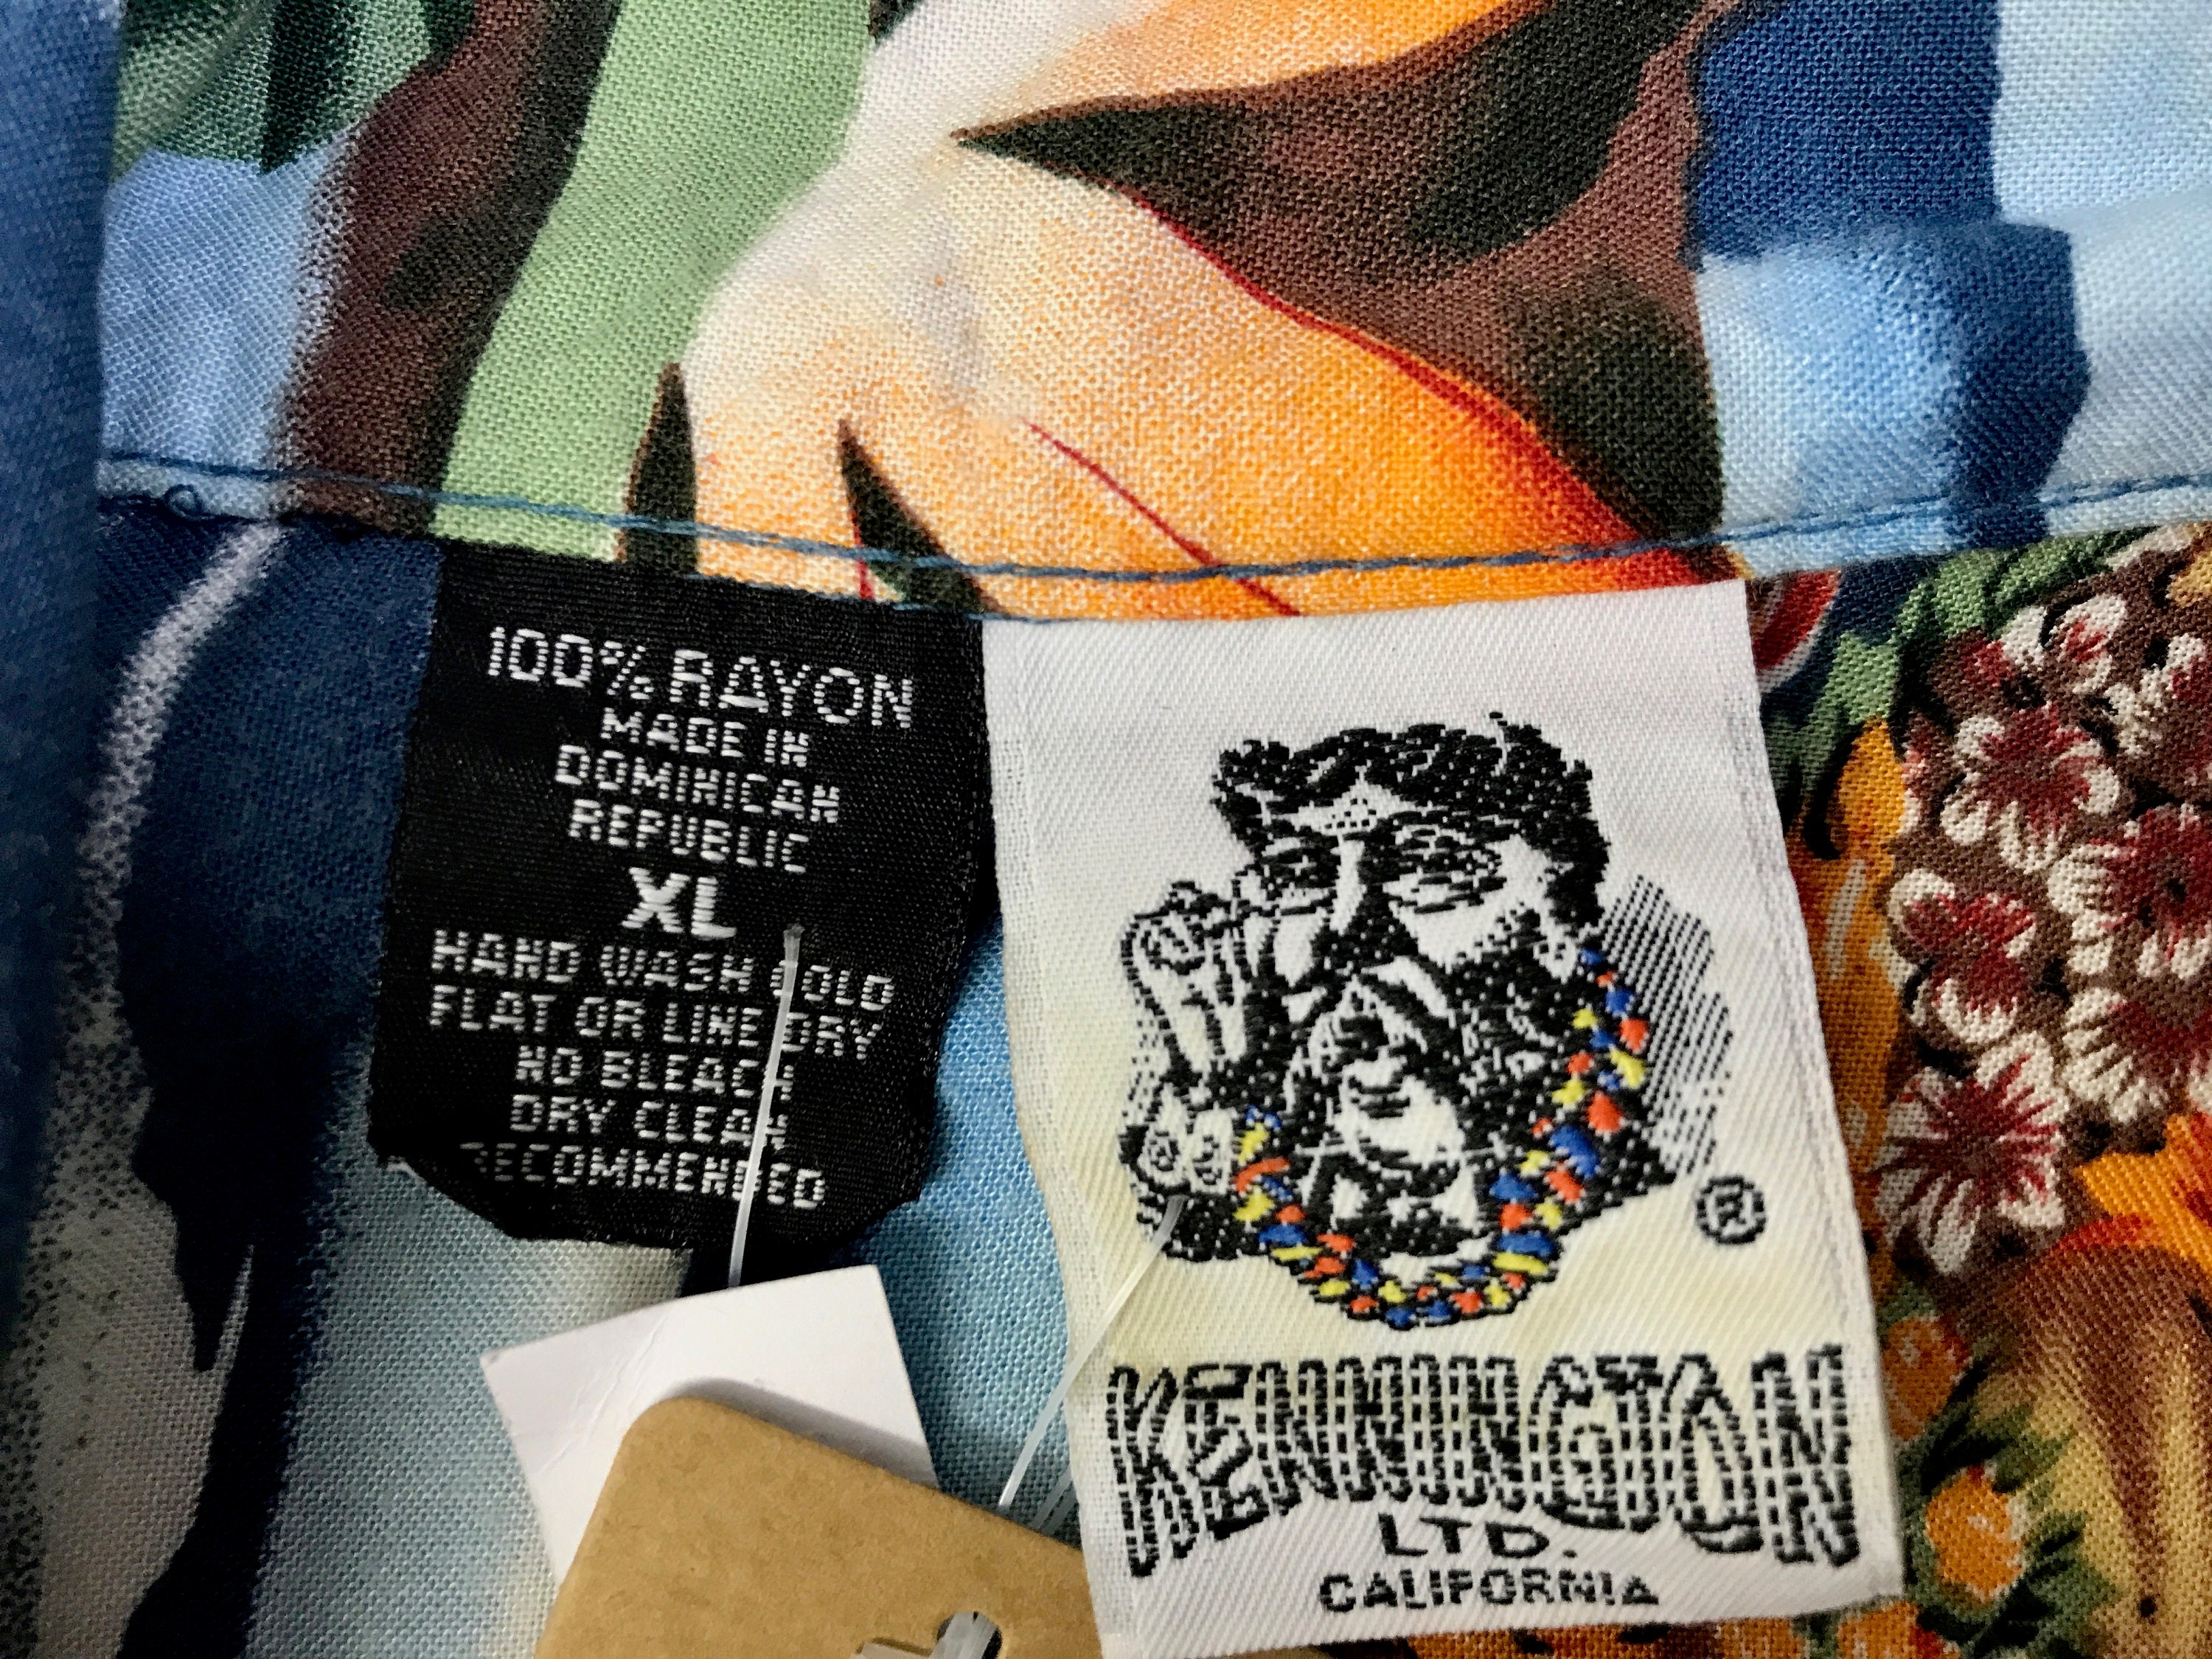 100% RAYON
MADE IN
DOMINICAN
REPUBLIC
XL
HAND WASH COLD
FLAT OR LINE DRY
NO BLEACH
DRY CLEAN
RECOMMENDED
®
KENNINGTON
LTD.
CALIFORNIA